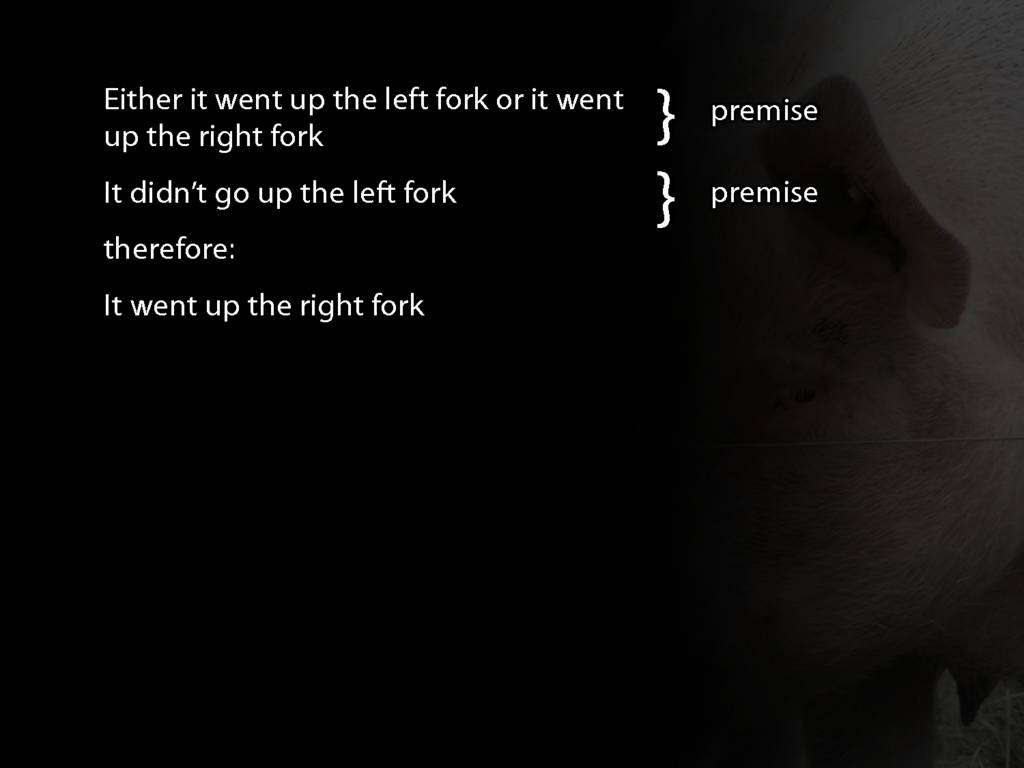 Either it went up the left fork or it went } premise
up the right fork
It didn’t go up the left fork } premise
therefore:
It went up the right fork